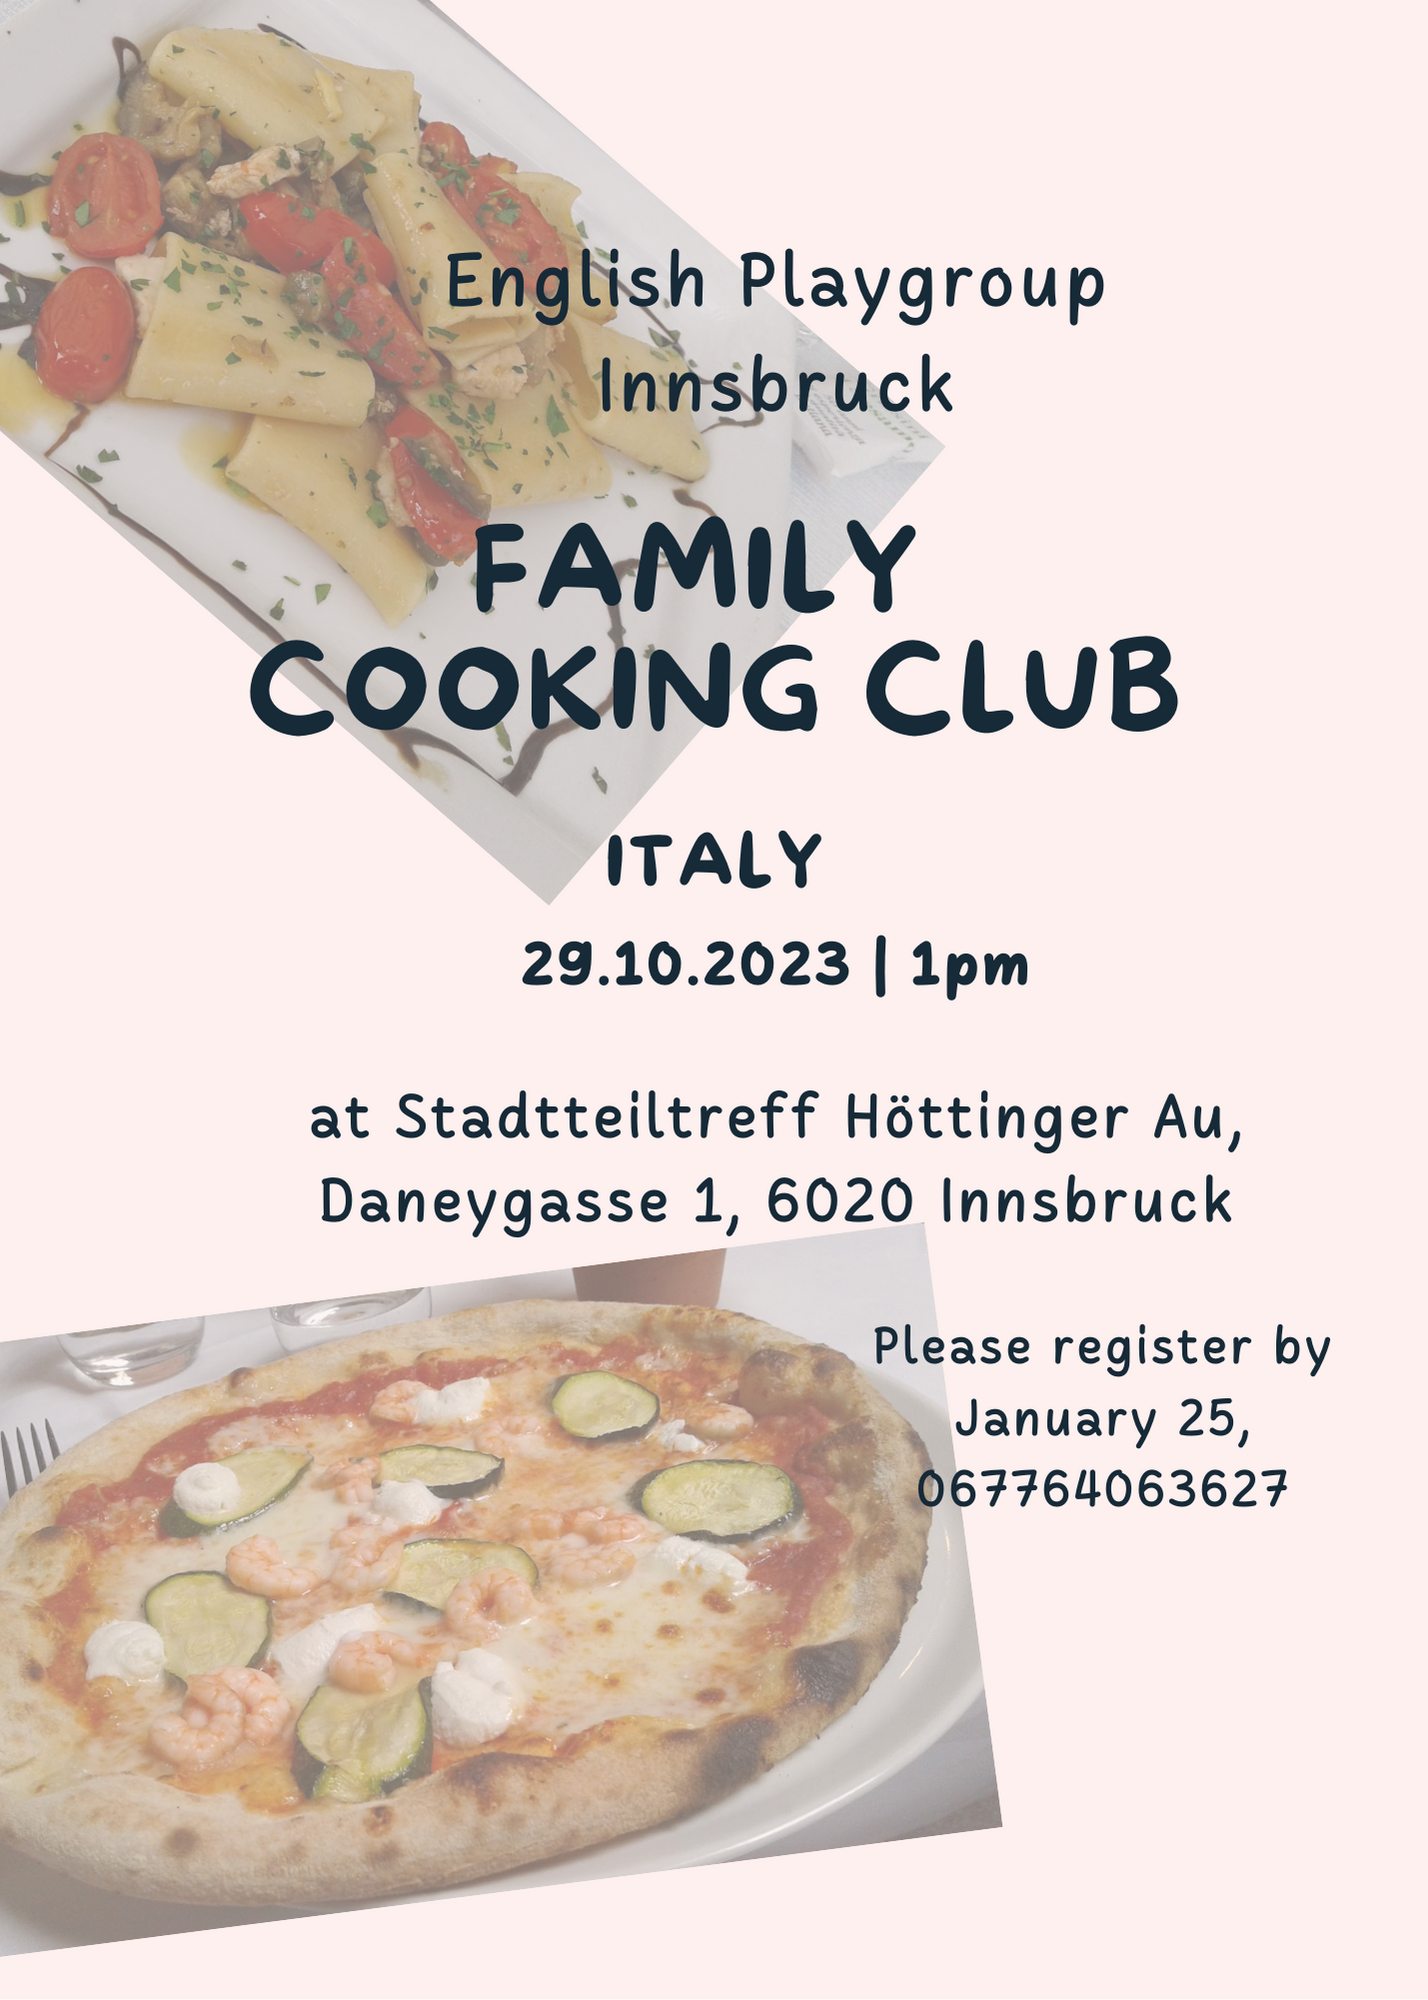 English Playgroup
Innsbruck
FAMILY
COOKING CLUB
ITALY
29.10.2023 | 1pm
at Stadtteiltreff Höttinger Au,
Daneygasse 1, 6020 Innsbruck
Please register by
January 25,
067764063627